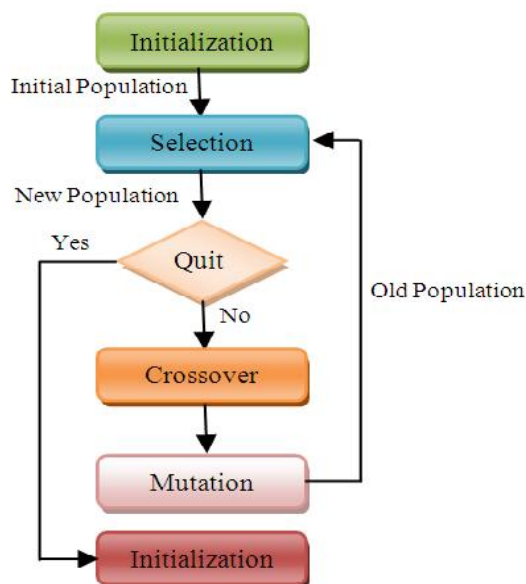 Initialization
Initial Population
Selection
New Population
Yes
Quit
Old Population
No
Crossover
Mutation
Initialization